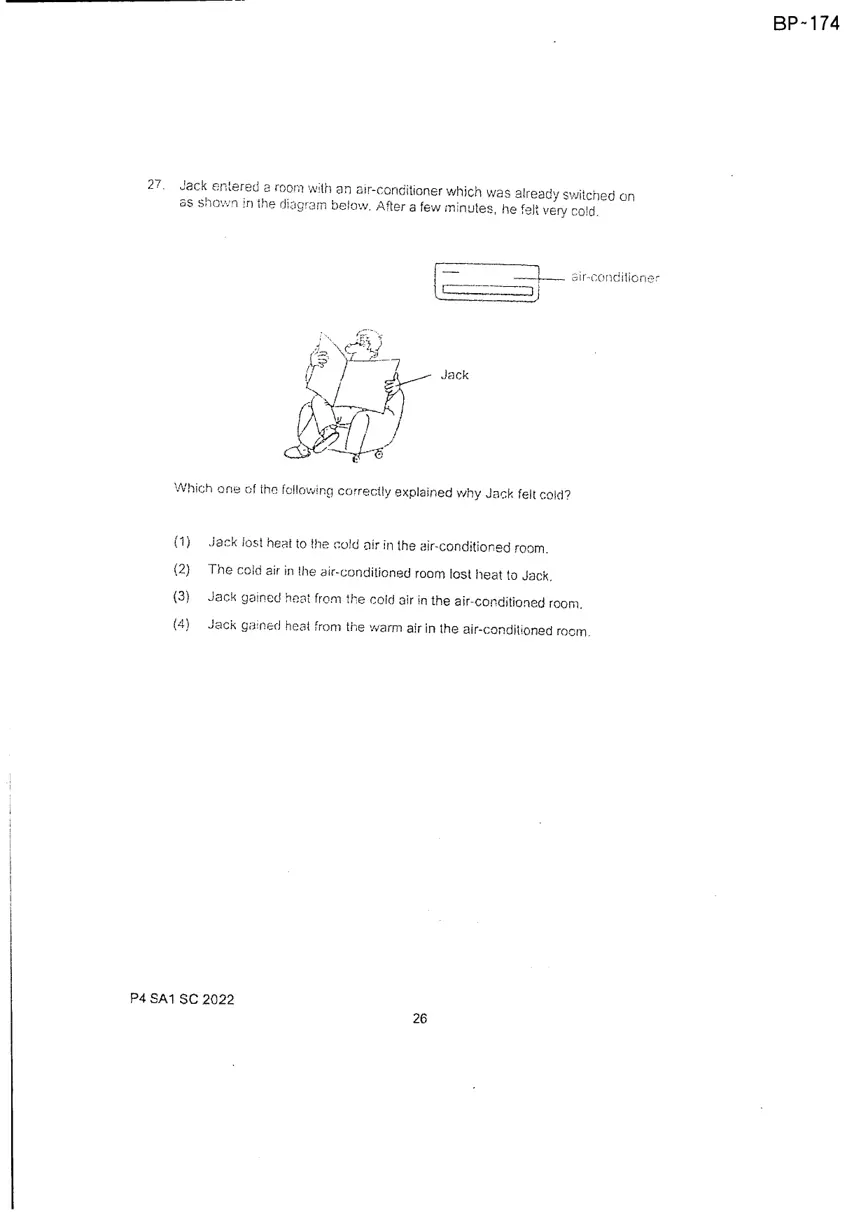 BP-174
27. Jack entered a room with an air-conditioner which was already switched on
as shown in the diagram below. After a few minutes, he felt very cold.
air-conditioner
Jack
Which one of the following correctly explained why Jack felt cold?
(1) Jack lost heat to the cold air in the air-conditioned room.
(2) The cold air in the air-conditioned room lost heat to Jack.
(3) Jack gained heat from the cold air in the air-conditioned room.
(4) Jack gained heat from the warm air in the air-conditioned room.
P4 SA1 SC 2022
26